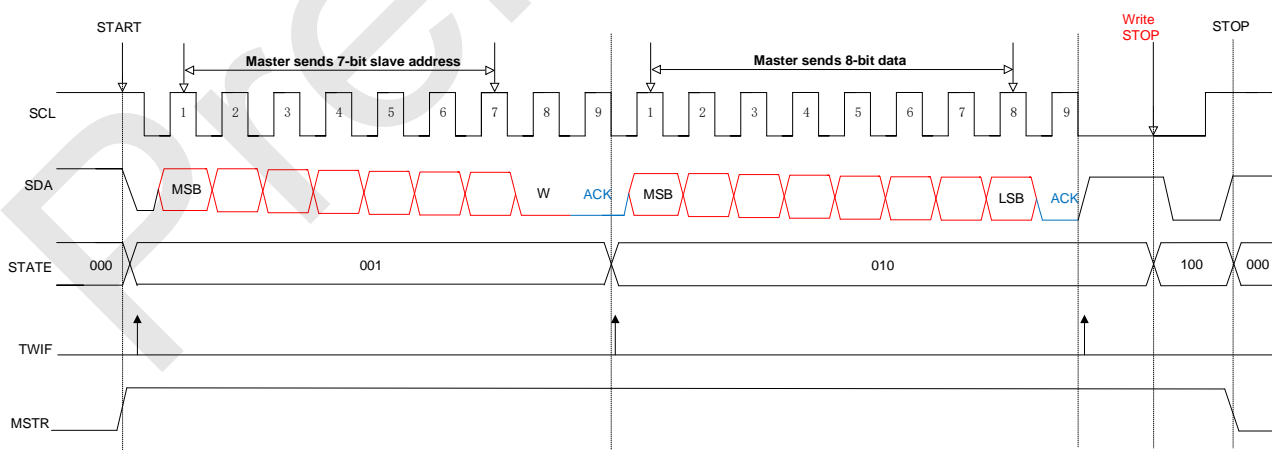 START
Write
STOP
STOP
Master sends 7-bit slave address
Master sends 8-bit data
SCL
1 2 3 4 5 6 7 8 9 1 2 3 4 5 6 7 8 9
SDA
MSB W ACK MSB LSB ACK
STATE 000 001 010 100 000
TWIF
MSTR
Pre